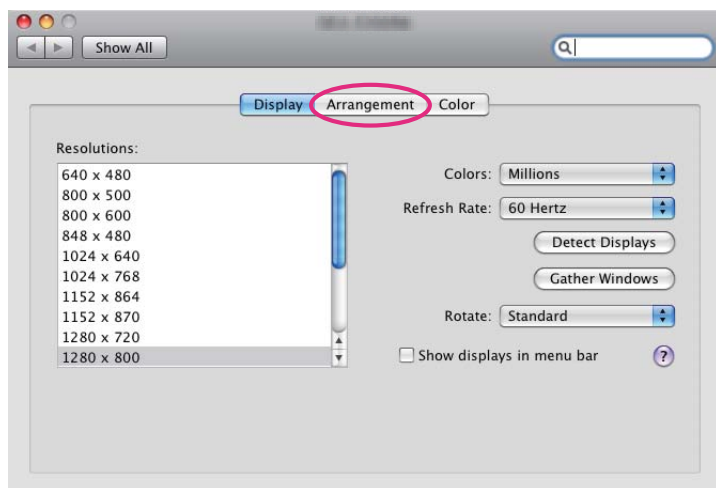 Show All
Display Arrangement Color
Resolutions:
640 x 480
800 x 500
800 x 600
848 x 480
1024 x 640
1024 x 768
1152 x 864
1152 x 870
1280 x 720
1280 x 800
Colors: Millions
Refresh Rate: 60 Hertz
Detect Displays
Gather Windows
Rotate: Standard
Show displays in menu bar ?